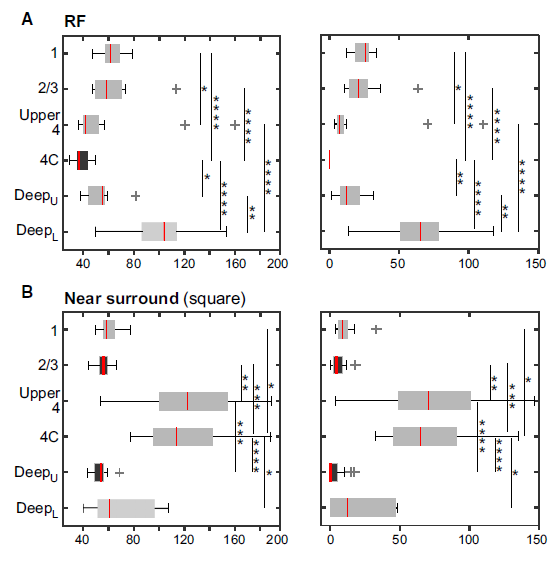 A RF
1
2/3
Upper
4
4C
DeepU
DeepL
40 80 120 160 200
0 50 100 150
B Near surround (square)
1
2/3
Upper
4
4C
DeepU
DeepL
40 80 120 160 200
0 50 100 150